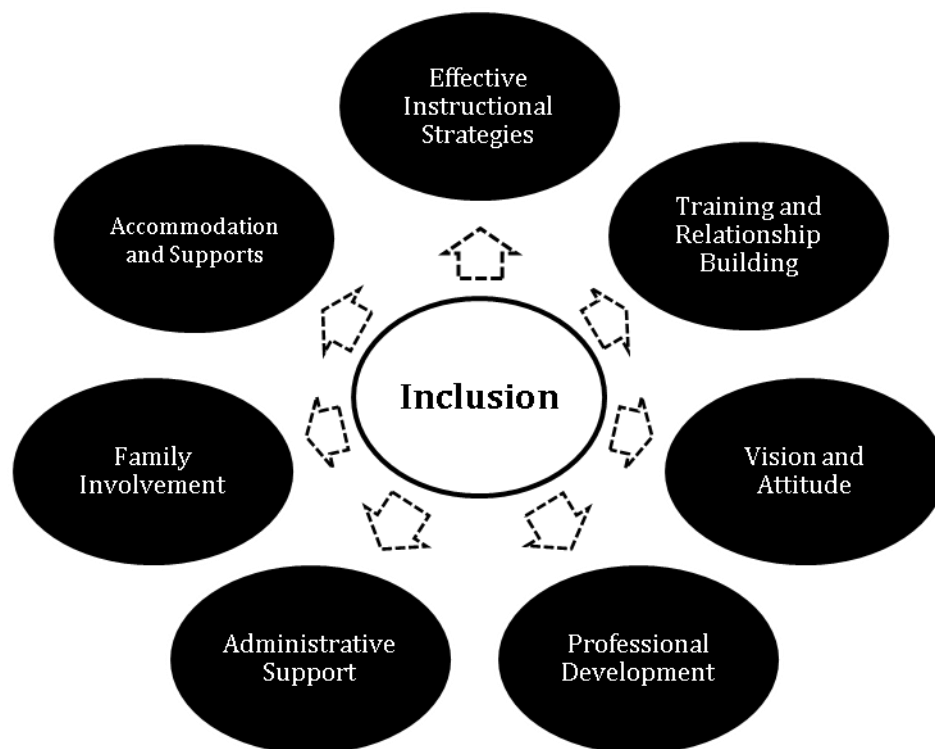 Effective
Instructional
Strategies
Training and
Relationship
Building
Vision and
Attitude
Professional
Development
Administrative
Support
Family
Involvement
Accommodation
and Supports
Inclusion